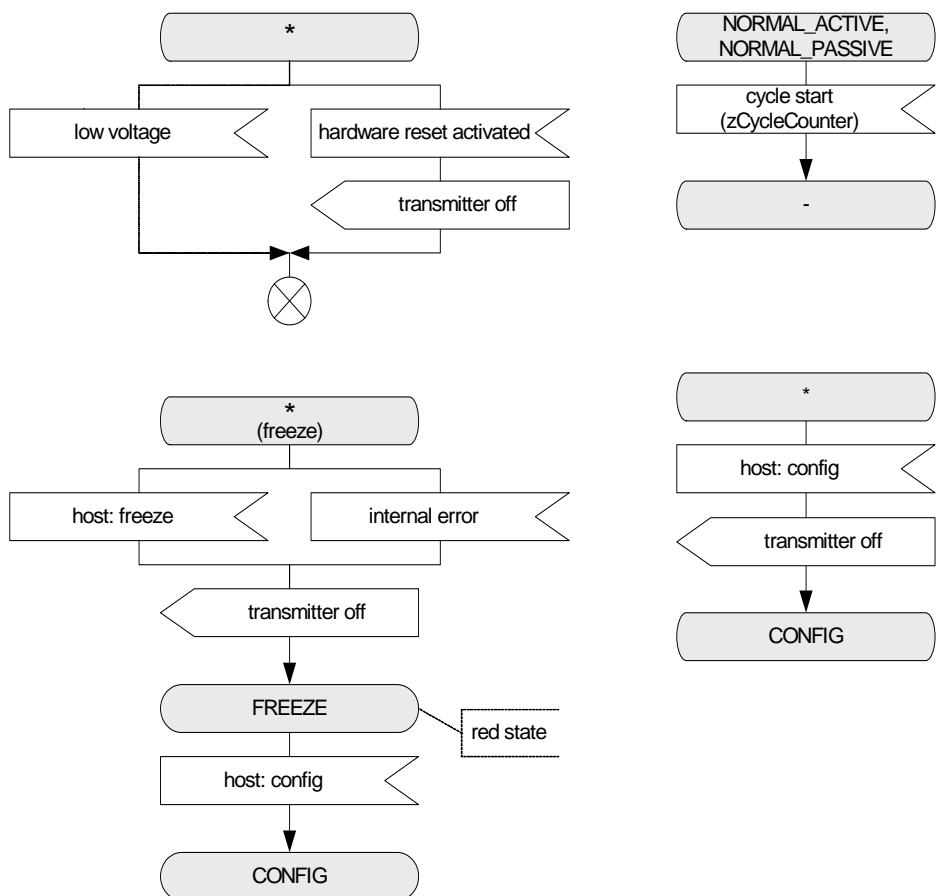 *
low voltage
hardware reset activated
transmitter off
NORMAL_ACTIVE,
NORMAL_PASSIVE
cycle start
(zCycleCounter)
-
*
(freeze)
host: freeze
internal error
transmitter off
FREEZE
red state
host: config
CONFIG
*
host: config
transmitter off
CONFIG